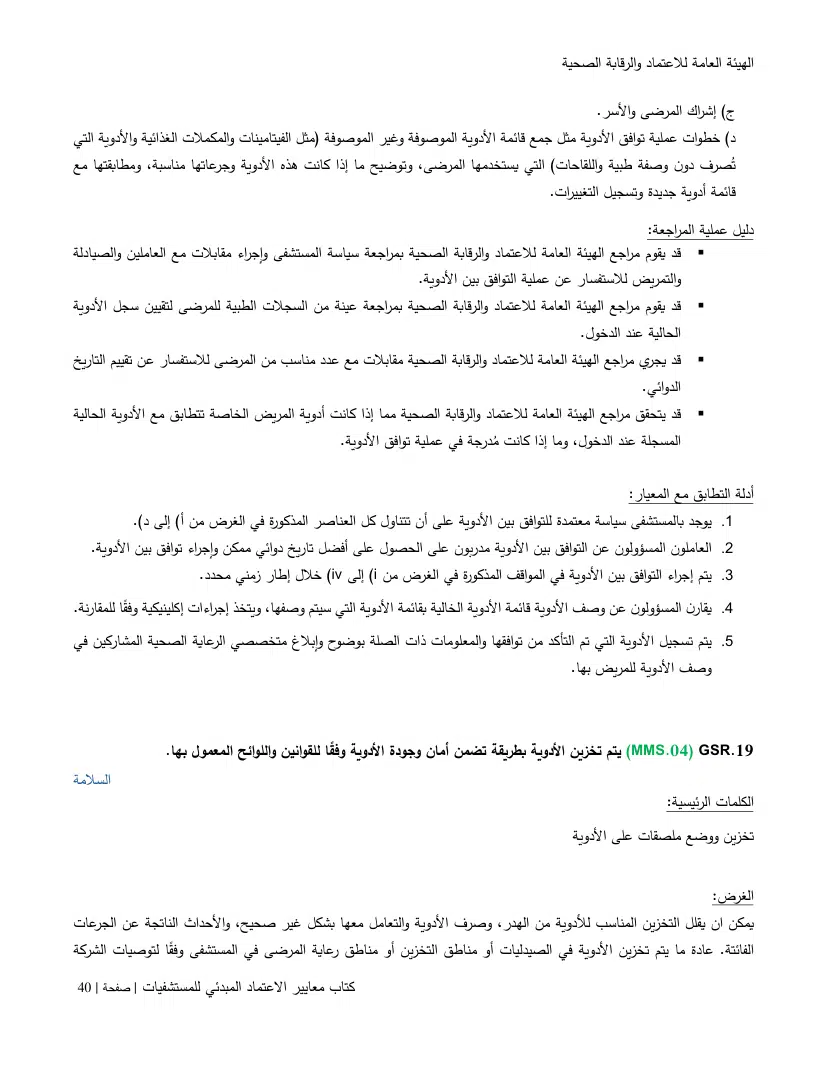 الهيئة العامة للاعتماد والرقابة الصحية
ج) إشراك المرضى والأسر.
د) خطوات عملية توافق الأدوية مثل جمع قائمة الأدوية الموصوفة وغير الموصوفة (مثل الفيتامينات والمكملات الغذائية والأدوية التي
تُصرف دون وصفة طبية واللقاحات) التي يستخدمها المرضى، وتوضيح ما إذا كانت هذه الأدوية وجرعاتها مناسبة، ومطابقتها مع
قائمة أدوية جديدة وتسجيل التغييرات.
دليل عملية المراجعة:
▪ قد يقوم مراجع الهيئة العامة للاعتماد والرقابة الصحية بمراجعة سياسة المستشفى وإجراء مقابلات مع العاملين والصيادلة
والتمريض للاستفسار عن عملية التوافق بين الأدوية.
▪ قد يقوم مراجع الهيئة العامة للاعتماد والرقابة الصحية بمراجعة عينة من السجلات الطبية للمرضى لتقيين سجل الأدوية
الحالية عند الدخول.
▪ قد يجري مراجع الهيئة العامة للاعتماد والرقابة الصحية مقابلات مع عدد مناسب من المرضى للاستفسار عن تقييم التاريخ
الدوائي.
▪ قد يتحقق مراجع الهيئة العامة للاعتماد والرقابة الصحية مما إذا كانت أدوية المريض الخاصة تتطابق مع الأدوية الحالية
المسجلة عند الدخول، وما إذا كانت مُدرجة في عملية توافق الأدوية.
أدلة التطابق مع المعيار:
1. يوجد بالمستشفى سياسة معتمدة للتوافق بين الأدوية على أن تتناول كل العناصر المذكورة في الغرض من أ) إلى د).
2. العاملون المسؤولون عن التوافق بين الأدوية مدربون على الحصول على أفضل تاريخ دوائي ممكن وإجراء توافق بين الأدوية.
3. يتم إجراء التوافق بين الأدوية في المواقف المذكورة في الغرض من i) إلى iv) خلال إطار زمني محدد.
4. يقارن المسؤولون عن وصف الأدوية قائمة الأدوية الحالية بقائمة الأدوية التي سيتم وصفها، ويتخذ إجراءات إكلينيكية وفقًا للمقارنة.
5. يتم تسجيل الأدوية التي تم التأكد من توافقها والمعلومات ذات الصلة بوضوح وإبلاغ متخصصي الرعاية الصحية المشاركين في
وصف الأدوية للمريض بها.
GSR.19 (MMS.04) يتم تخزين الأدوية بطريقة تضمن أمان وجودة الأدوية وفقًا للقوانين واللوائح المعمول بها.
السلامة
الكلمات الرئيسية:
تخزين ووضع ملصقات على الأدوية
الغرض:
يمكن ان يقلل التخزين المناسب للأدوية من الهدر، وصرف الأدوية والتعامل معها بشكل غير صحيح، والأحداث الناتجة عن الجرعات
الفائتة. عادة ما يتم تخزين الأدوية في الصيدليات أو مناطق التخزين أو مناطق رعاية المرضى في المستشفى وفقًا لتوصيات الشركة
كتاب معايير الاعتماد المبدئي للمستشفيات | صفحة | 40